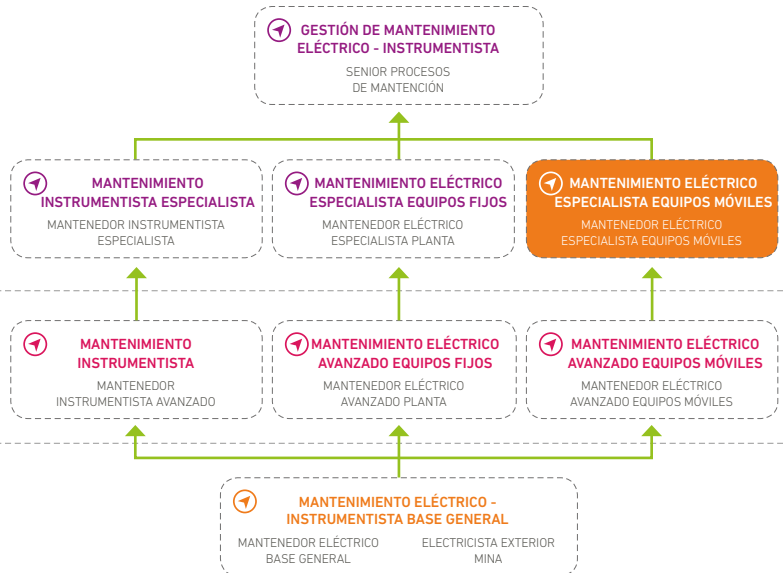 GESTIÓN DE MANTENIMIENTO
ELÉCTRICO - INSTRUMENTISTA
SENIOR PROCESOS
DE MANTENCIÓN
MANTENIMIENTO
INSTRUMENTISTA ESPECIALISTA
MANTENEDOR INSTRUMENTISTA
ESPECIALISTA
MANTENIMIENTO ELÉCTRICO
ESPECIALISTA EQUIPOS FIJOS
MANTENEDOR ELÉCTRICO
ESPECIALISTA PLANTA
MANTENIMIENTO ELÉCTRICO
ESPECIALISTA EQUIPOS MÓVILES
MANTENEDOR ELÉCTRICO
ESPECIALISTA EQUIPOS MÓVILES
MANTENIMIENTO
INSTRUMENTISTA
MANTENEDOR
INSTRUMENTISTA AVANZADO
MANTENIMIENTO ELÉCTRICO
AVANZADO EQUIPOS FIJOS
MANTENEDOR ELÉCTRICO
AVANZADO PLANTA
MANTENIMIENTO ELÉCTRICO
AVANZADO EQUIPOS MÓVILES
MANTENEDOR ELÉCTRICO
AVANZADO EQUIPOS MÓVILES
MANTENIMIENTO ELÉCTRICO -
INSTRUMENTISTA BASE GENERAL
MANTENEDOR ELÉCTRICO
BASE GENERAL
ELECTRICISTA EXTERIOR
MINA